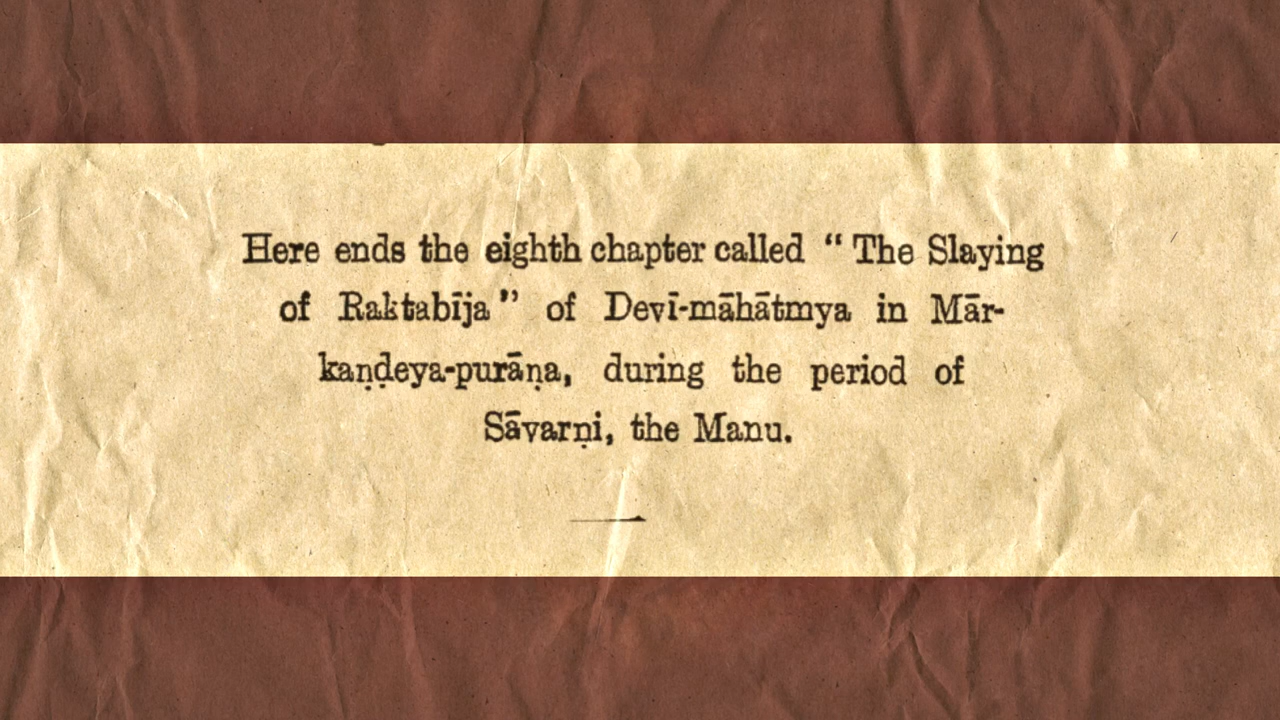 Here ends the eighth chapter called “ The Slaying
of Raktabīja ” of Devī-māhātmya in Mār-
kaṇḍeya-purāṇa, during the period of
Sāvarṇi, the Manu.